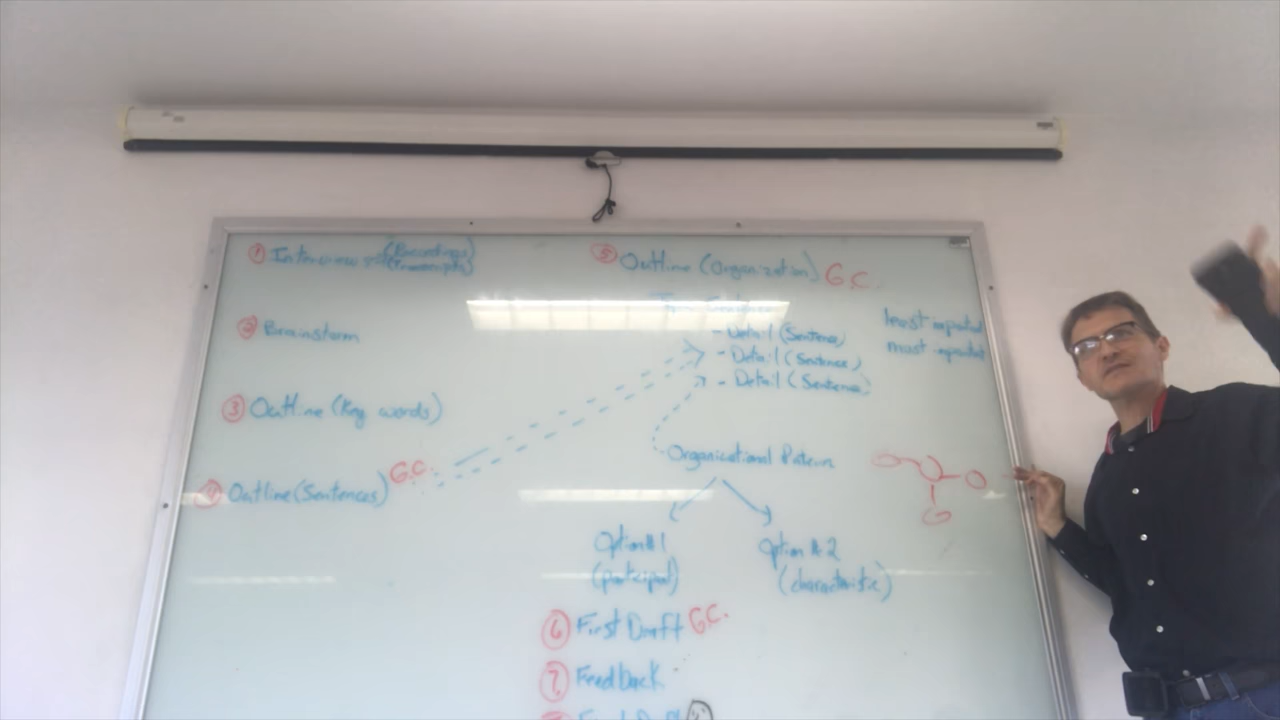 1 Interview → (Recordings)
(Transcripts)
2 Brainstorm
3 Outline (Key words)
4 Outline (Sentences) G.C.
5 Outline (Organization) G.C.
Topic Sentence
- Detail (Sentence)
- Detail (Sentence)
- Detail (Sentence)
least
most
Organizational Pattern
Option #1
(participant)
Option #2
(characteristic)
6 First Draft G.C.
7 Feedback